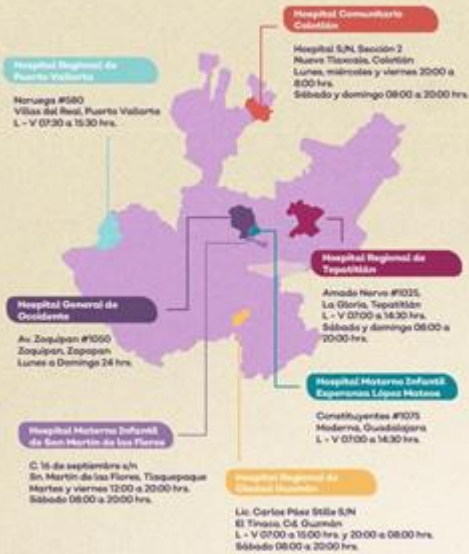 Hospital Comunitario
Colotlán
Hospital S/N, Sección 2
Nueva Tlaxcala, Colotlán
Lunes, miércoles y viernes 20:00 a
8:00 hrs.
Sábado y domingo 08:00 a 20:00 hrs.
Hospital Regional de
Puerto Vallarta
Noruega #580
Villas del Real, Puerto Vallarta
L - V 07:30 a 15:30 hrs.
Hospital Regional de
Tepatitlán
Amado Nervo #1025,
La Gloria, Tepatitlán
L - V 07:00 a 14:30 hrs.
Sábado y domingo 08:00 a
20:00 hrs.
Hospital General de
Occidente
Av. Zoquipan #1050
Zoquipan, Zapopan
Lunes a Domingo 24 hrs.
Hospital Materno Infantil
Esperanza López Mateos
Constituyentes #1075
Moderna, Guadalajara
L - V 07:00 a 14:30 hrs.
Hospital Materno Infantil
de San Martín de las Flores
C. 16 de septiembre s/n
Sn. Martín de las Flores, Tlaquepaque
Martes y viernes 12:00 a 20:00 hrs.
Sábado 08:00 a 20:00 hrs.
Hospital Regional de
Ciudad Guzmán
Lic. Carlos Páez Stille S/N
El Tinaco, Cd. Guzmán
L - V 07:00 a 15:00 hrs. y 20:00 a 08:00 hrs.
Sábado 08:00 a 20:00 hrs.